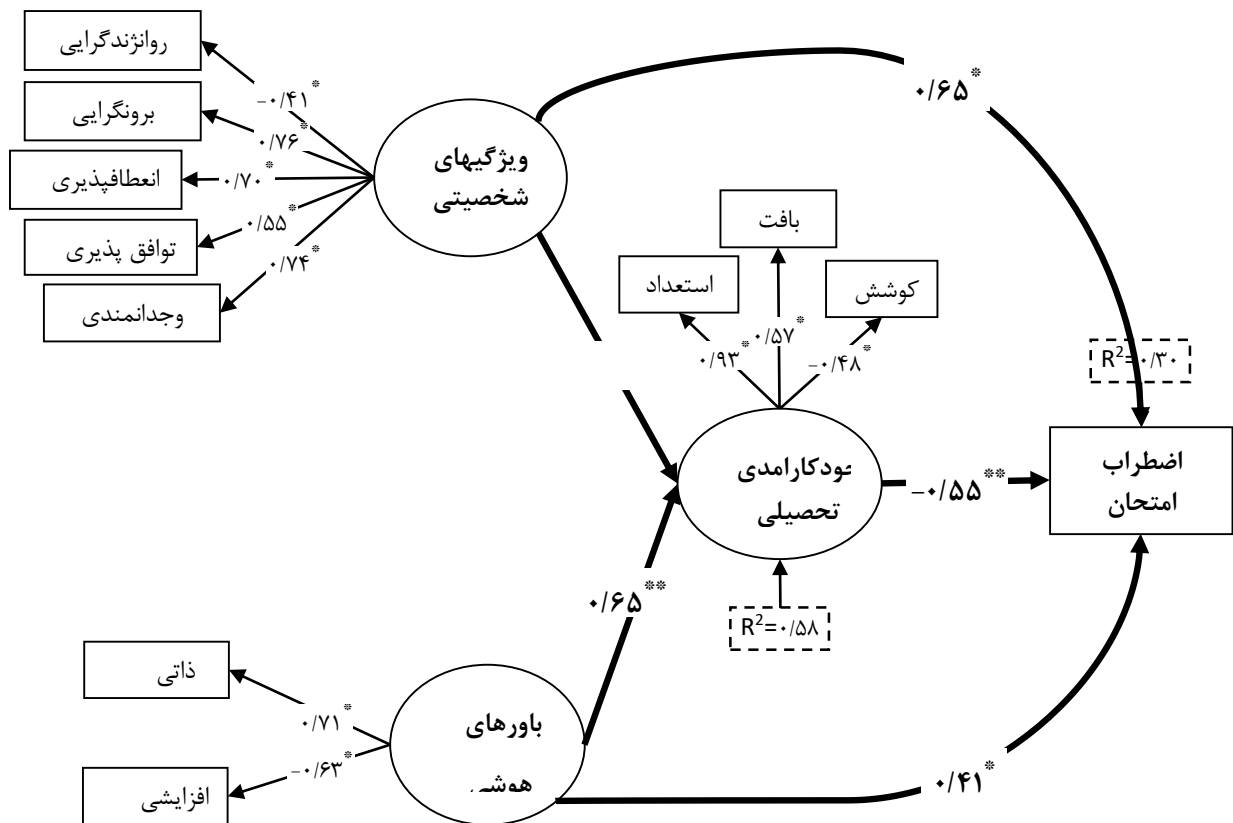 روانژندگرایی
برونگرایی
انعطافپذیری
توافق پذیری
وجدانمندی
-۰/۴۱*
۰/۷۶*
۰/۷۰*
۰/۵۵*
۰/۷۴*
ویژگیهای
شخصیتی
۰/۶۵*
بافت
استعداد
کوشش
۰/۹۳*
۰/۵۷*
-۰/۴۸*
R²=۰/۳۰
تحصیلی
-۰/۵۵**
اضطراب
امتحان
R²=۰/۵۸
۰/۶۵**
ذاتی
افزایشی
۰/۷۱*
-۰/۶۳*
باورهای
هوشی
۰/۴۱*